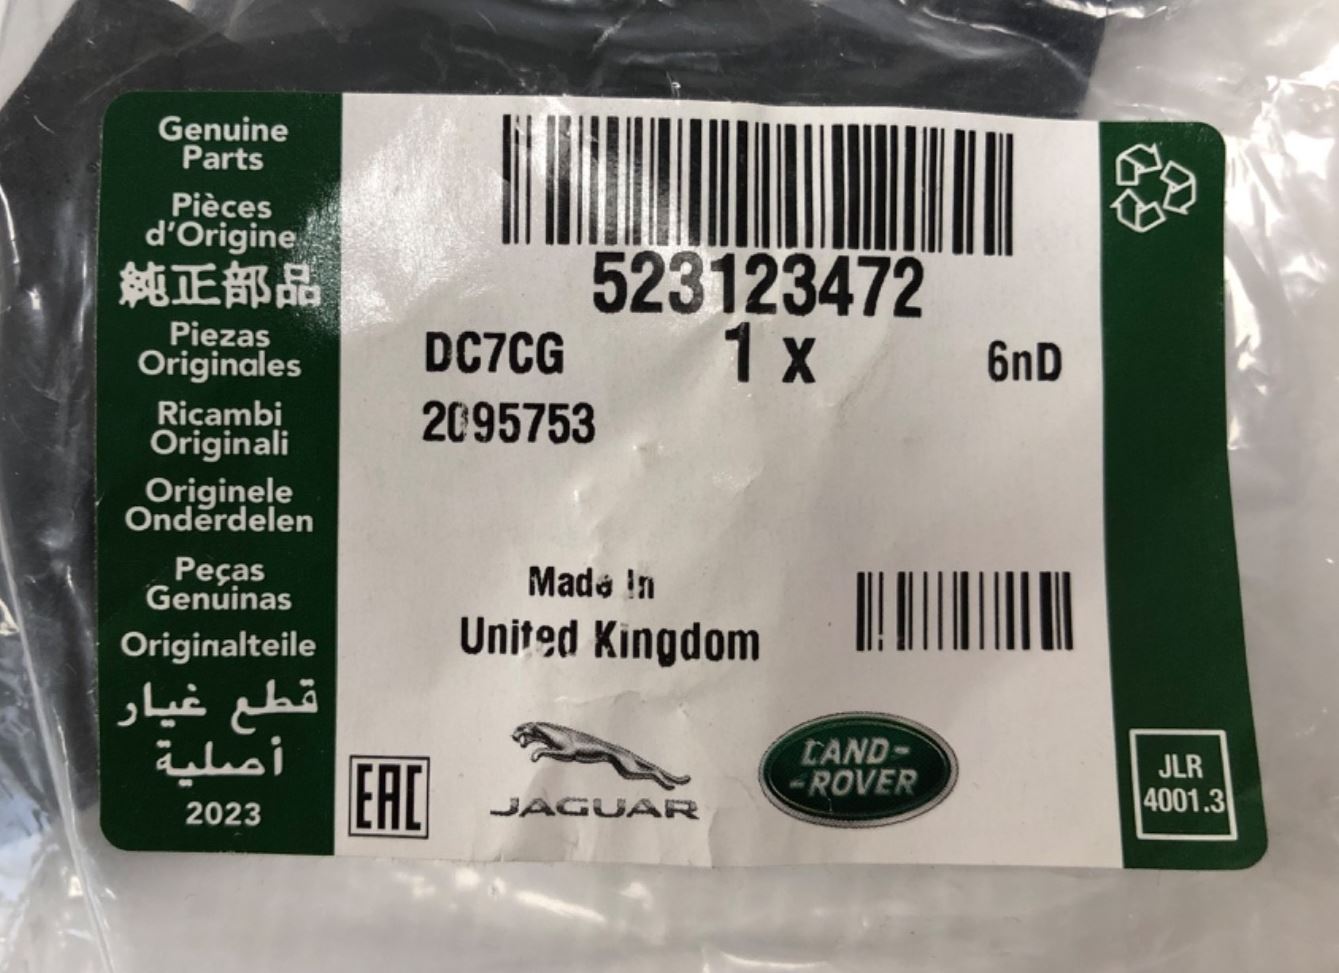 Genuine
Parts
Pièces
d'Origine
純正部品
Piezas
Originales
Ricambi
Originali
Originele
Onderdelen
Peças
Genuinas
Originalteile
قطع غيار
أصلية
2023
523123472
DC7CG 1 x 6nD
2095753
Made In
United Kingdom
EAC
JAGUAR
LAND-
-ROVER
JLR
4001.3